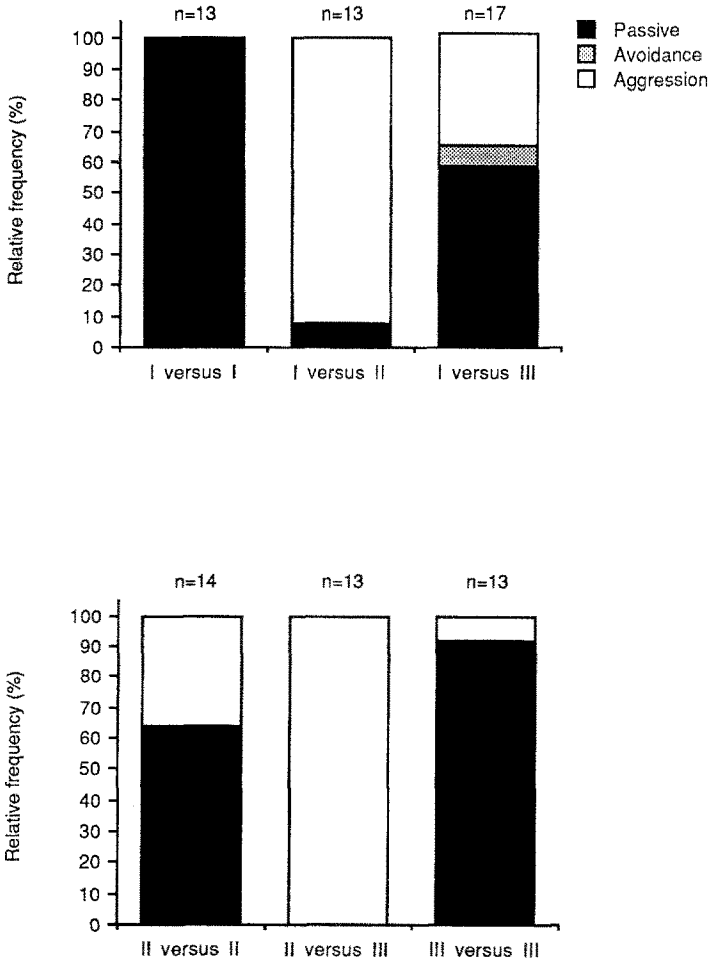 n=13 n=13 n=17
Passive
Avoidance
Aggression
Relative frequency (%)
100
90
80
70
60
50
40
30
20
10
0
I versus I I versus II I versus III
n=14 n=13 n=13
Relative frequency (%)
100
90
80
70
60
50
40
30
20
10
0
II versus II II versus III III versus III